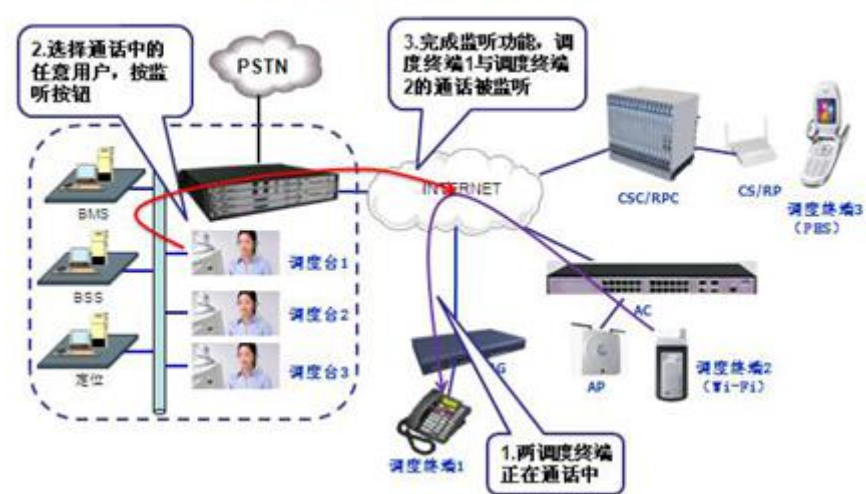 2.选择通话中的
任意用户，按监
听按钮
PSTN
3.完成监听功能，调
度终端1与调度终端
2的通话被监听
INTERNET
CSC/RPC
CS/RP
调度终端3
（PHS）
BMS
调度台1
BSS
调度台2
AC
定位
调度台3
AP
调度终端2
（Wi-Fi）
调度终端1
1.两调度终端
正在通话中